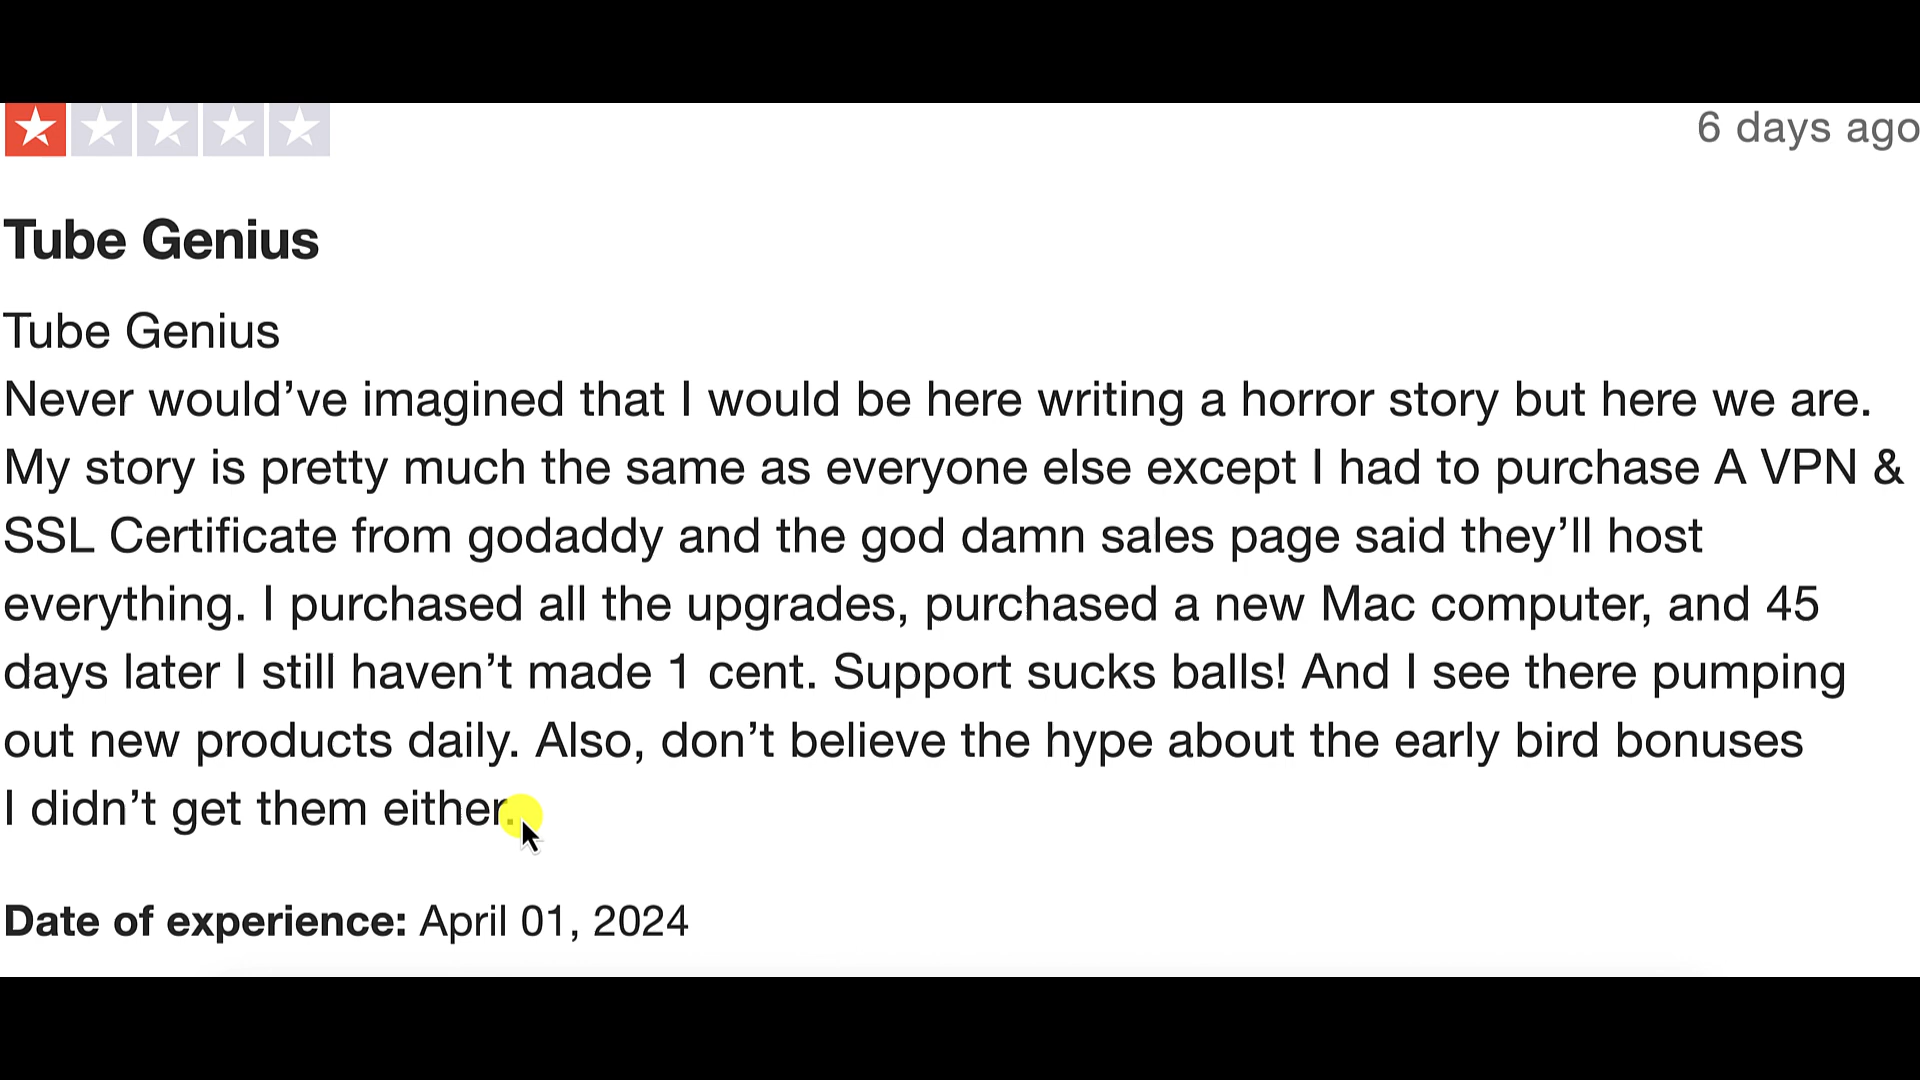 6 days ago
Tube Genius
Tube Genius
Never would’ve imagined that I would be here writing a horror story but here we are.
My story is pretty much the same as everyone else except I had to purchase A VPN &
SSL Certificate from godaddy and the god damn sales page said they’ll host
everything. I purchased all the upgrades, purchased a new Mac computer, and 45
days later I still haven’t made 1 cent. Support sucks balls! And I see there pumping
out new products daily. Also, don’t believe the hype about the early bird bonuses
I didn’t get them either.
Date of experience: April 01, 2024